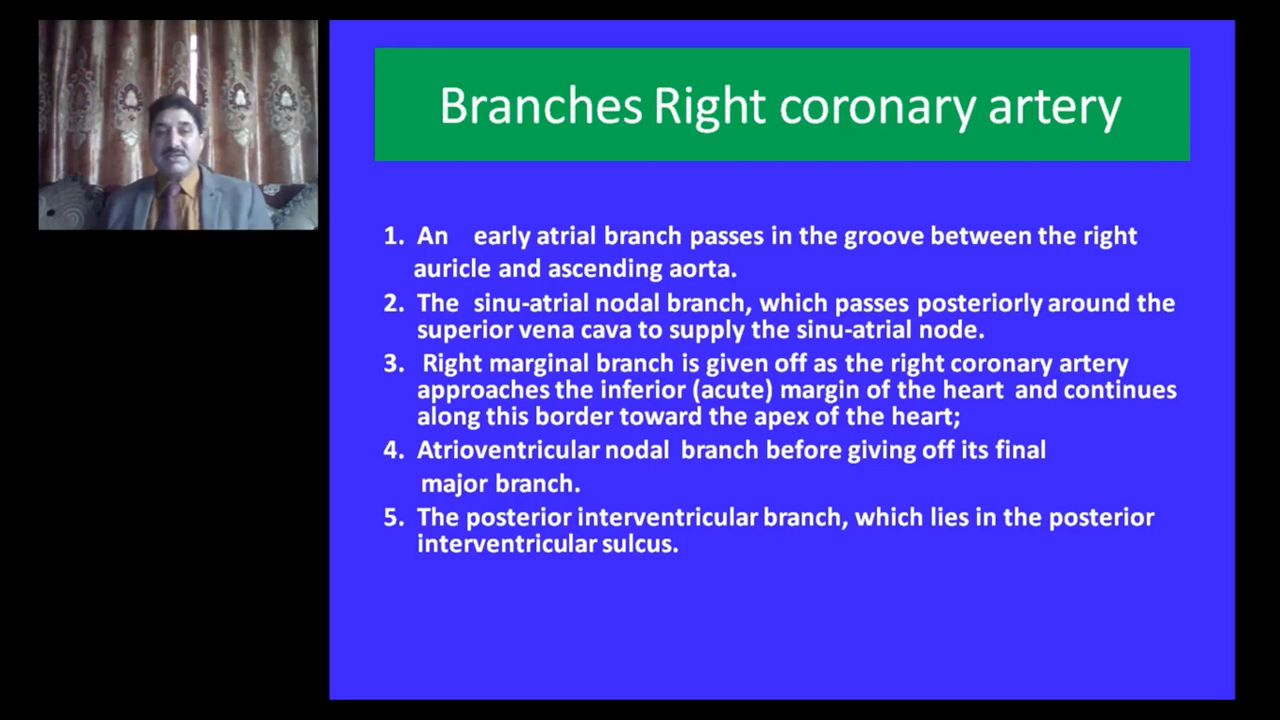 Branches Right coronary artery
1. An early atrial branch passes in the groove between the right
auricle and ascending aorta.
2. The sinu-atrial nodal branch, which passes posteriorly around the
superior vena cava to supply the sinu-atrial node.
3. Right marginal branch is given off as the right coronary artery
approaches the inferior (acute) margin of the heart and continues
along this border toward the apex of the heart;
4. Atrioventricular nodal branch before giving off its final
major branch.
5. The posterior interventricular branch, which lies in the posterior
interventricular sulcus.